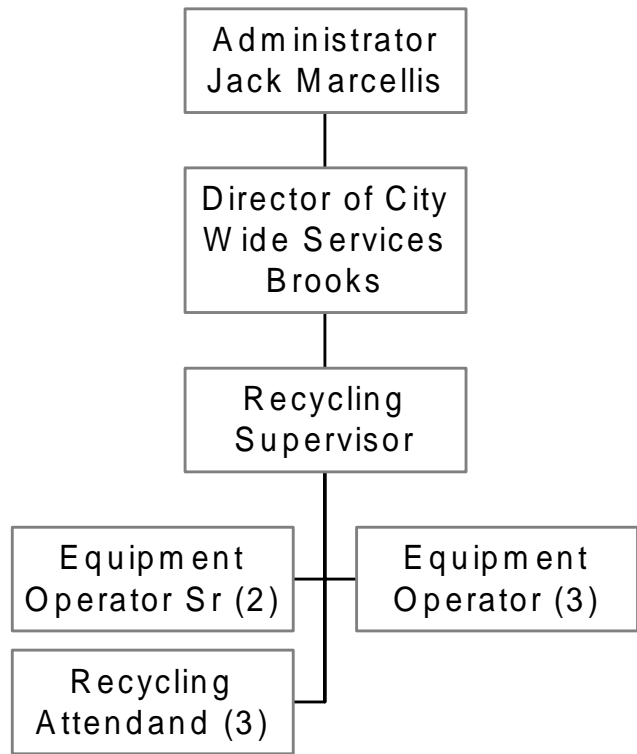 Administrator
Jack Marcellis
Director of City
Wide Services
Brooks
Recycling
Supervisor
Equipment
Operator Sr (2)
Equipment
Operator (3)
Recycling
Attendand (3)